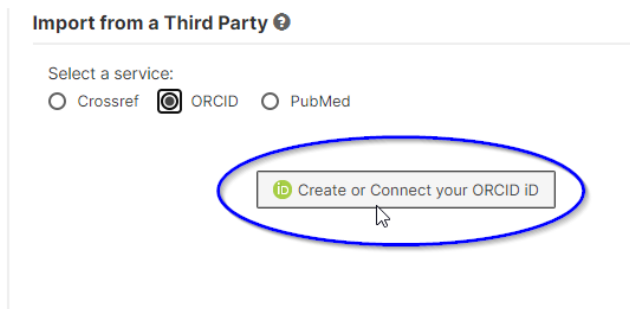 Import from a Third Party ?
Select a service:
Crossref ORCID PubMed
iD Create or Connect your ORCID iD